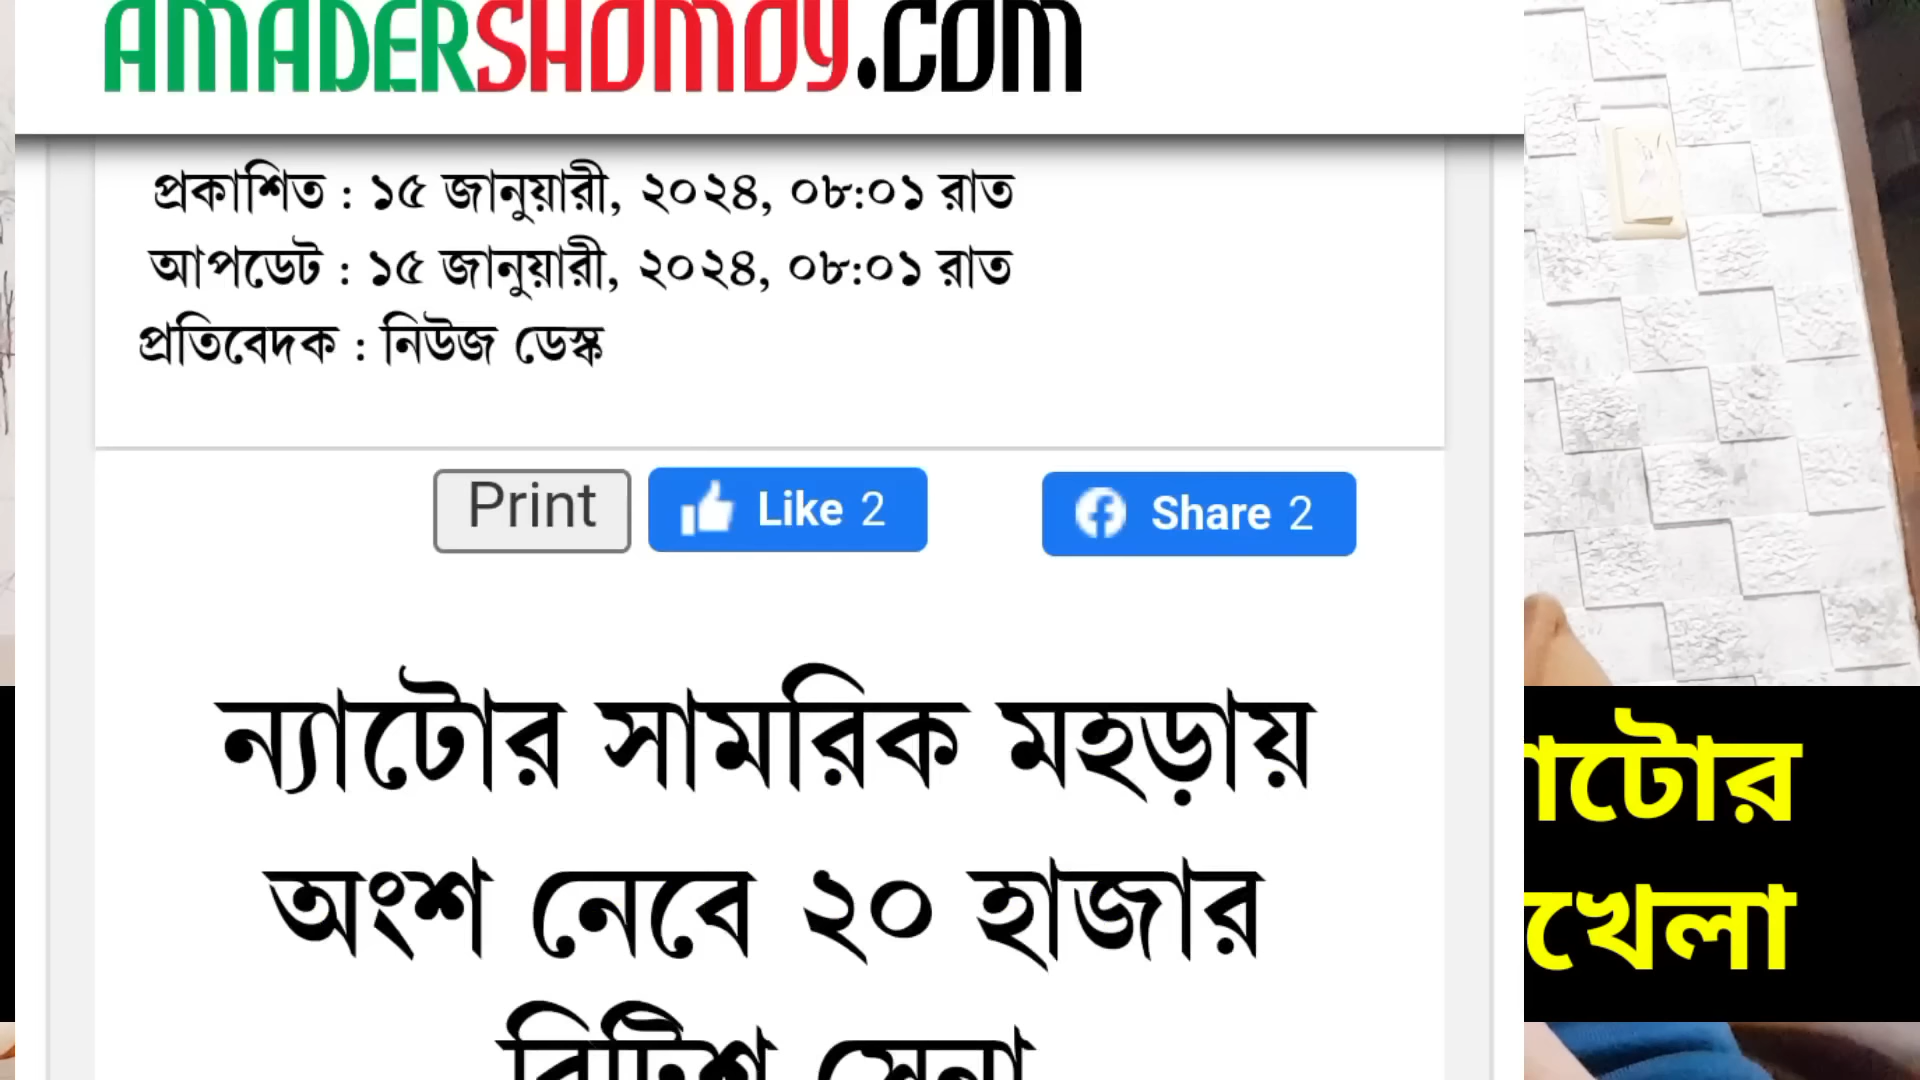 AMADERSHOMOY.COM
প্রকাশিত : ১৫ জানুয়ারী, ২০২৪, ০৮:০১ রাত
আপডেট : ১৫ জানুয়ারী, ২০২৪, ০৮:০১ রাত
প্রতিবেদক : নিউজ ডেস্ক
Print
Like 2
Share 2
ন্যাটোর সামরিক মহড়ায়
অংশ নেবে ২০ হাজার
ব্রিটিশ সেনা
াটোর
খেলা